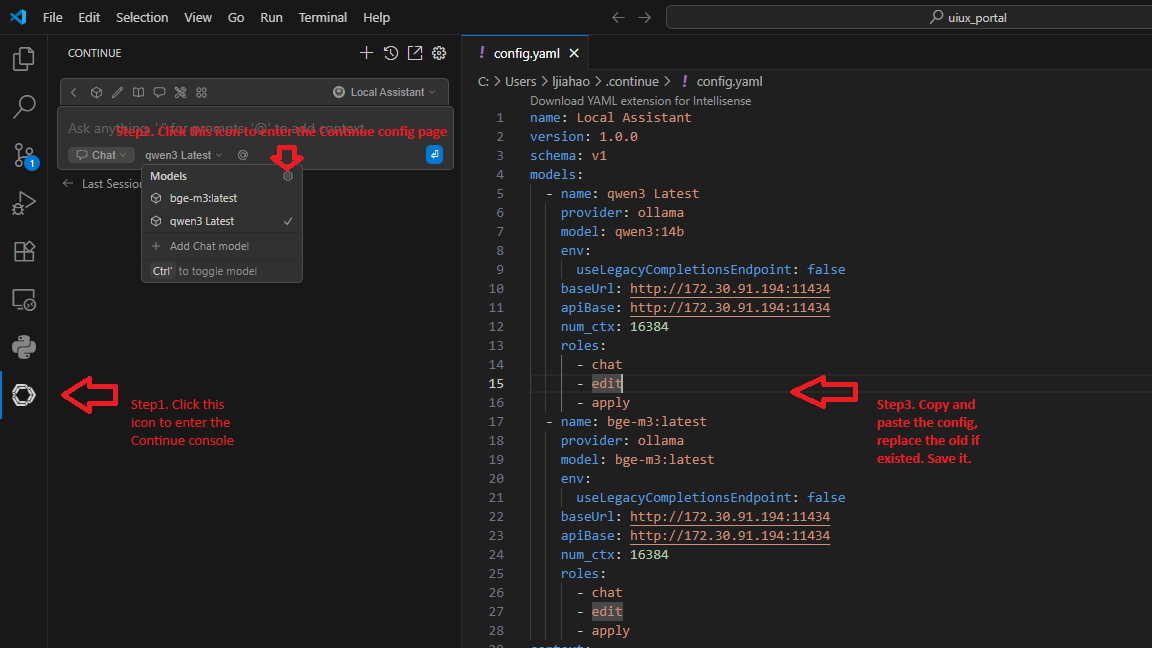 File Edit Selection View Go Run Terminal Help
uiux_portal
CONTINUE
Local Assistant
Ask anything, '/' for prompts, '@' to add context
Step2. Click this icon to enter the Continue config page
Chat
qwen3 Latest
@
Last Session
Models
bge-m3:latest
qwen3 Latest
+ Add Chat model
Ctrl' to toggle model
1
Step1. Click this
icon to enter the
Continue console
! config.yaml
C: > Users > ljiahao > .continue > ! config.yaml
Download YAML extension for Intellisense
1 name: Local Assistant
2 version: 1.0.0
3 schema: v1
4 models:
5 - name: qwen3 Latest
6 provider: ollama
7 model: qwen3:14b
8 env:
9 useLegacyCompletionsEndpoint: false
10 baseUrl: http://172.30.91.194:11434
11 apiBase: http://172.30.91.194:11434
12 num_ctx: 16384
13 roles:
14 - chat
15 - edit
16 - apply
17 - name: bge-m3:latest
18 provider: ollama
19 model: bge-m3:latest
20 env:
21 useLegacyCompletionsEndpoint: false
22 baseUrl: http://172.30.91.194:11434
23 apiBase: http://172.30.91.194:11434
24 num_ctx: 16384
25 roles:
26 - chat
27 - edit
28 - apply
Step3. Copy and
paste the config,
replace the old if
existed. Save it.